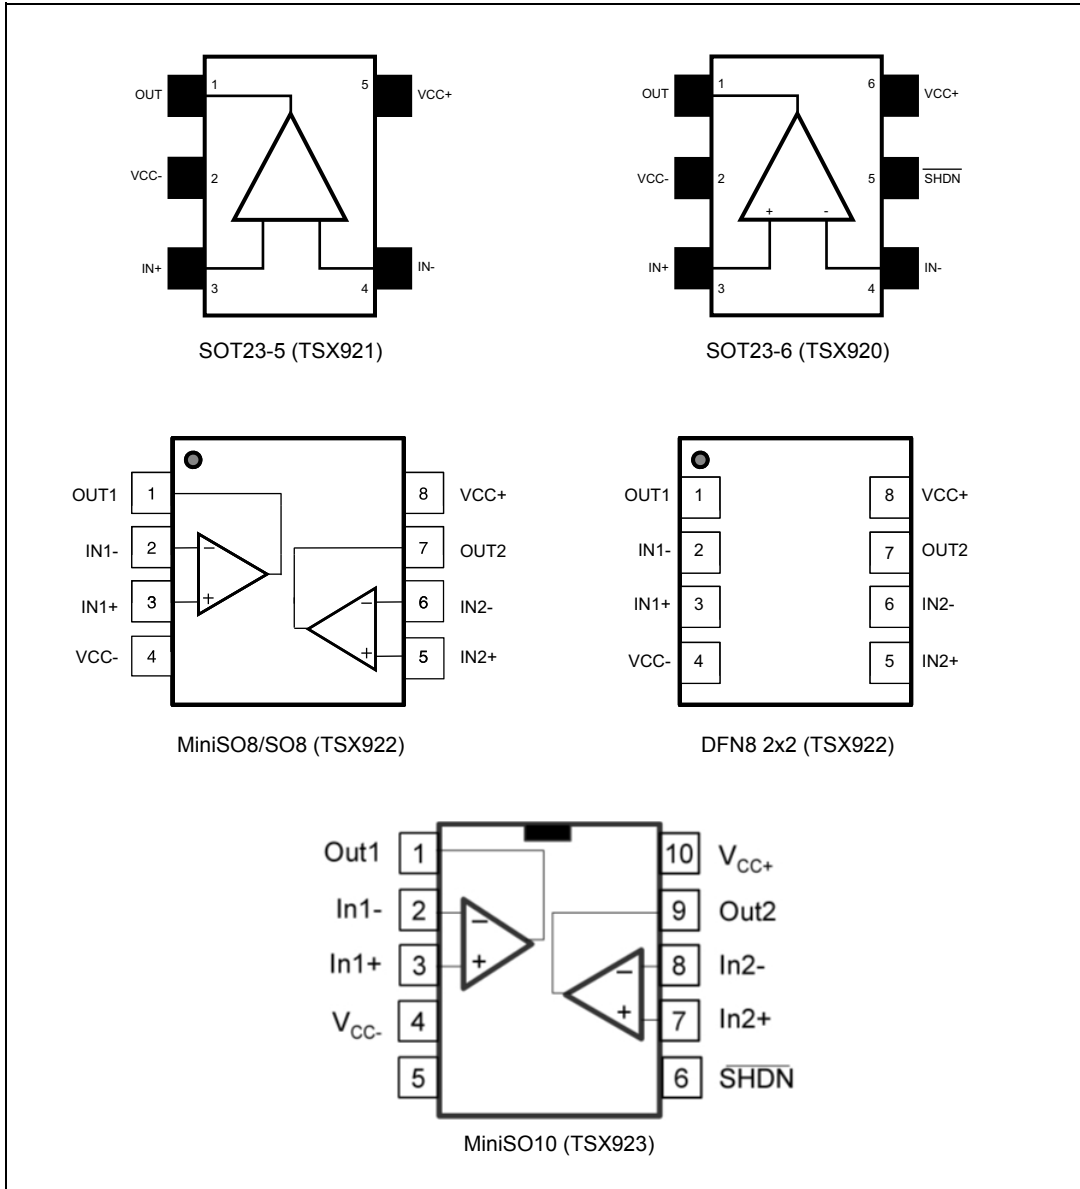 OUT 1 5 VCC+
VCC- 2
IN+ 3 4 IN-
SOT23-5 (TSX921)
OUT 1 6 VCC+
VCC- 2 5 SHDN
+ -
IN+ 3 4 IN-
SOT23-6 (TSX920)
OUT1 1 8 VCC+
IN1- 2 − 7 OUT2
IN1+ 3 + − 6 IN2-
VCC- 4 + 5 IN2+
MiniSO8/SO8 (TSX922)
OUT1 1 8 VCC+
IN1- 2 7 OUT2
IN1+ 3 6 IN2-
VCC- 4 5 IN2+
DFN8 2x2 (TSX922)
Out1 1 10 VCC+
In1- 2 − 9 Out2
In1+ 3 + − 8 In2-
VCC- 4 + 7 In2+
5 6 SHDN
MiniSO10 (TSX923)